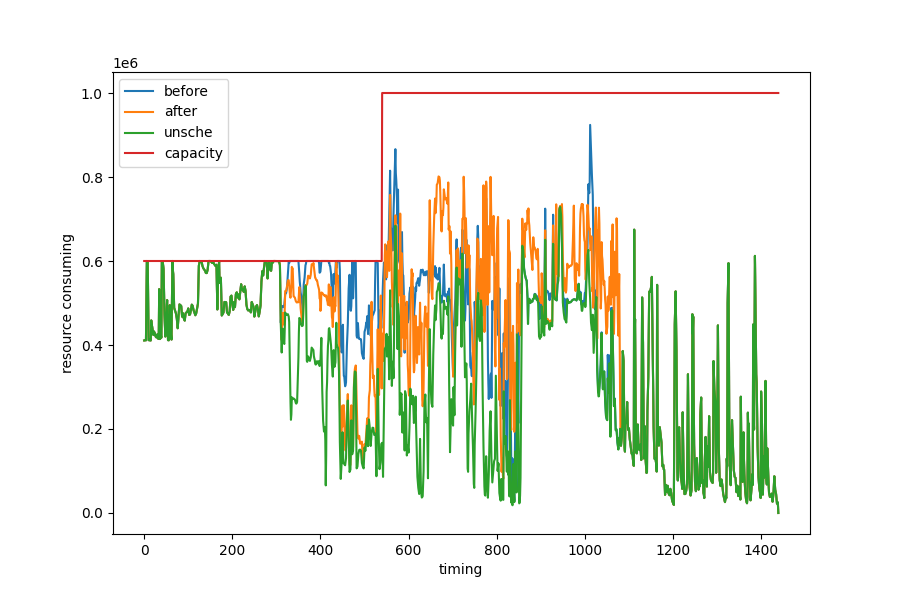 1e6
before
after
unsche
capacity
1.0
0.8
0.6
0.4
0.2
0.0
resource consuming
0 200 400 600 800 1000 1200 1400
timing